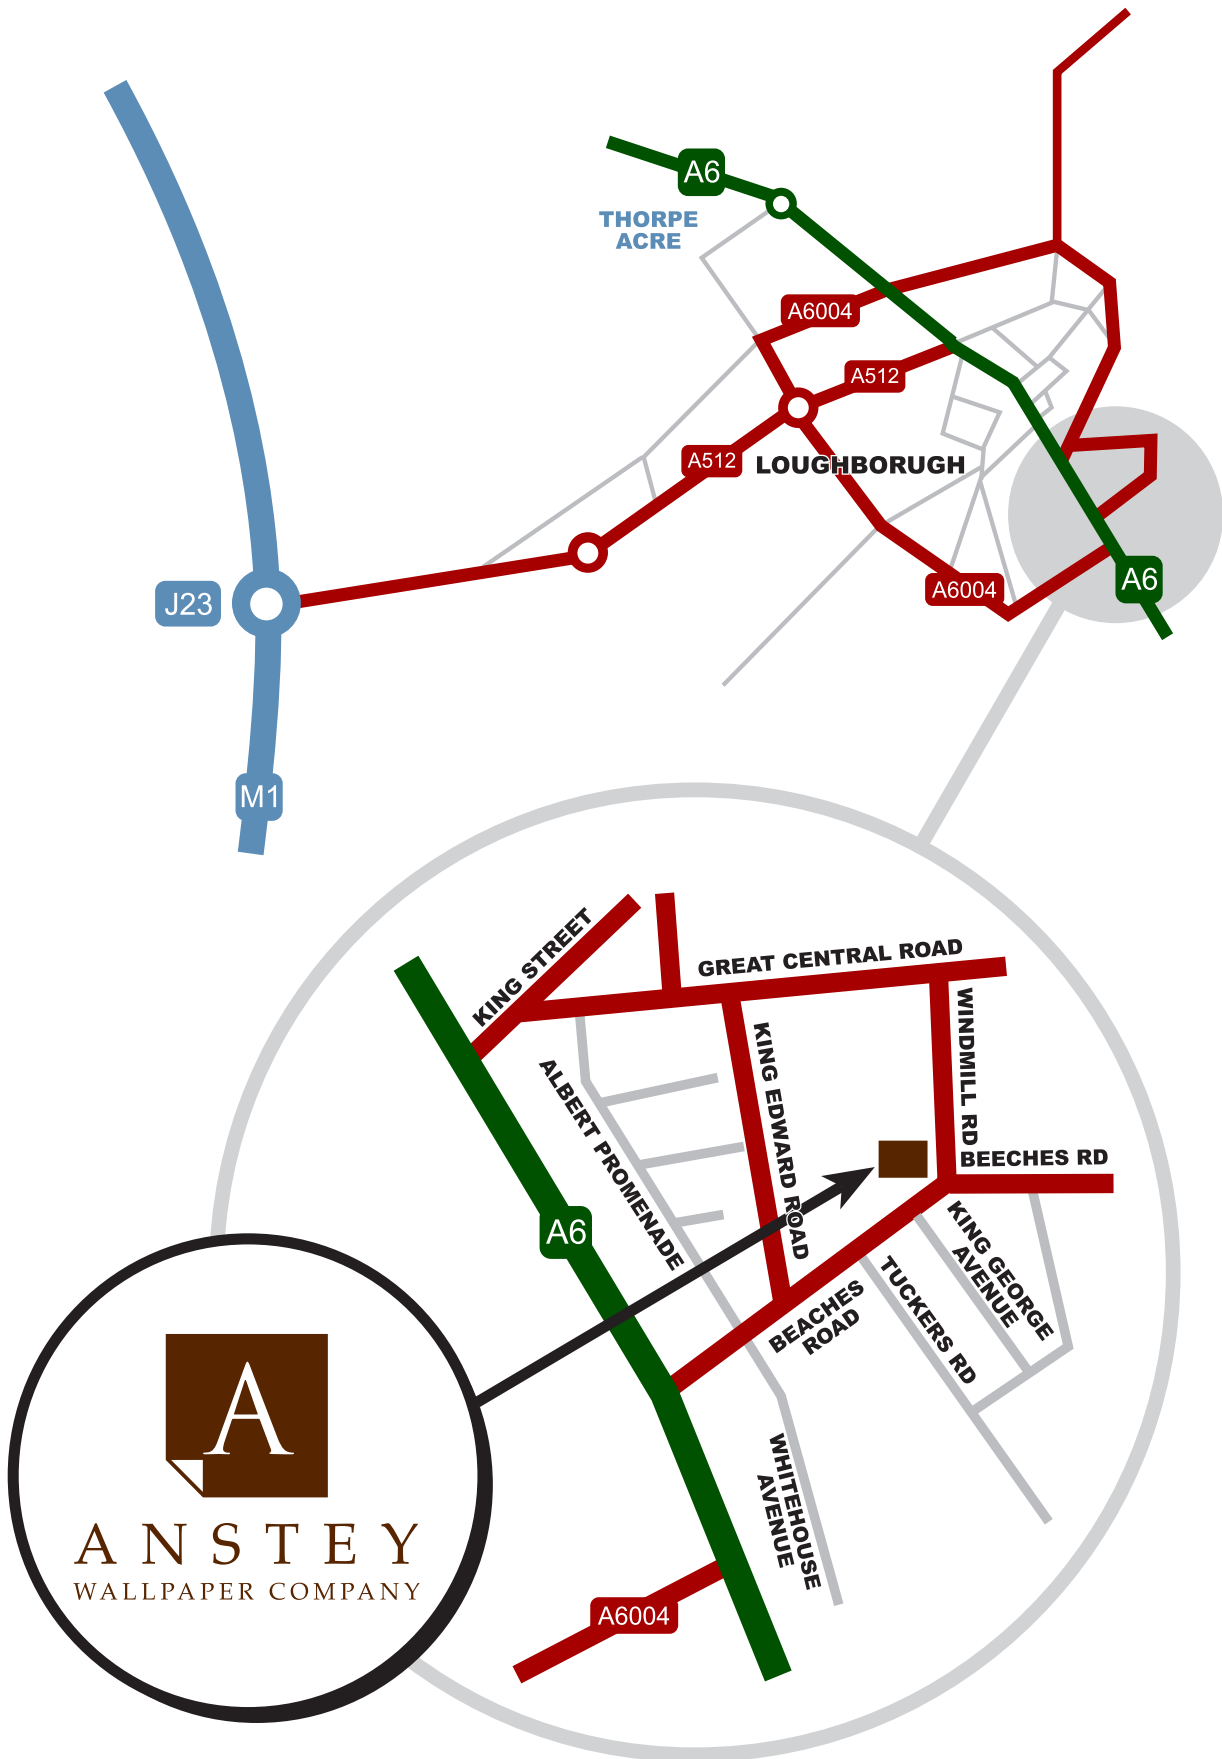 A6
THORPE
ACRE
A6004
A512
A512
LOUGHBORUGH
A6
J23
A6004
M1
KING STREET
GREAT CENTRAL ROAD
WINDMILL RD
KING EDWARD ROAD
ALBERT PROMENADE
BEECHES RD
A6
KING GEORGE
AVENUE
TUCKERS RD
BEACHES
ROAD
A
WHITEHOUSE
AVENUE
ANSTEY
WALLPAPER COMPANY
A6004